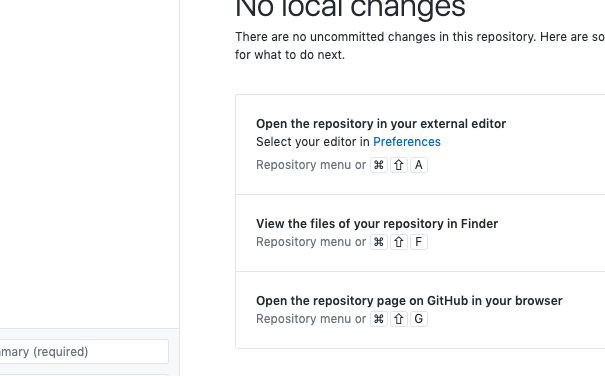 No local changes
There are no uncommitted changes in this repository. Here are so
for what to do next.
Open the repository in your external editor
Select your editor in Preferences
Repository menu or ⌘ ⇧ A
View the files of your repository in Finder
Repository menu or ⌘ ⇧ F
Open the repository page on GitHub in your browser
Repository menu or ⌘ ⇧ G
mary (required)